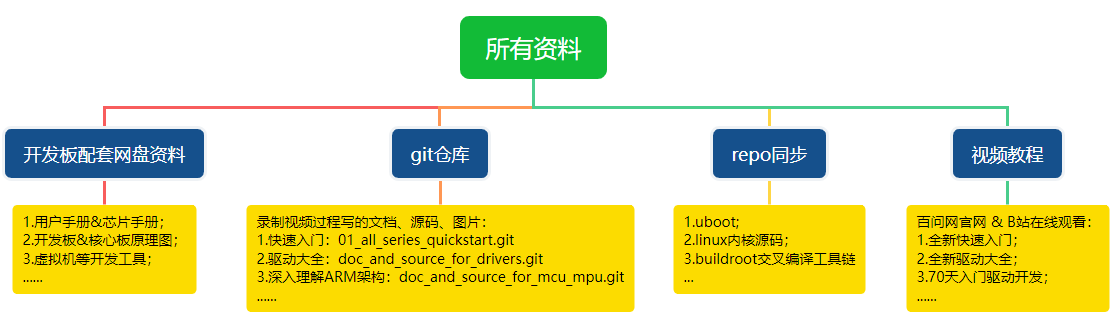 所有资料
开发板配套网盘资料
git仓库
repo同步
视频教程
1.用户手册&芯片手册；
2.开发板&核心板原理图；
3.虚拟机等开发工具；
......
录制视频过程写的文档、源码、图片：
1.快速入门：01_all_series_quickstart.git
2.驱动大全：doc_and_source_for_drivers.git
3.深入理解ARM架构：doc_and_source_for_mcu_mpu.git
......
1.uboot;
2.linux内核源码；
3.buildroot交叉编译工具链
...
百问网官网 & B站在线观看：
1.全新快速入门；
2.全新驱动大全；
3.70天入门驱动开发；
......